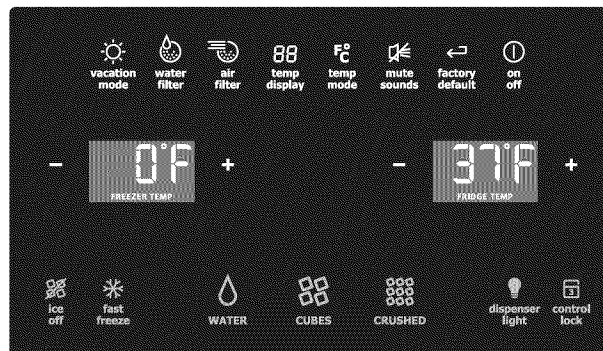 88 F°C
vacation water air temp temp mute factory on
mode filter filter display mode sounds default off
- 0°F + - 37°F +
FREEZER TEMP FRIDGE TEMP
3
ice fast WATER CUBES CRUSHED dispenser control
off freeze light lock